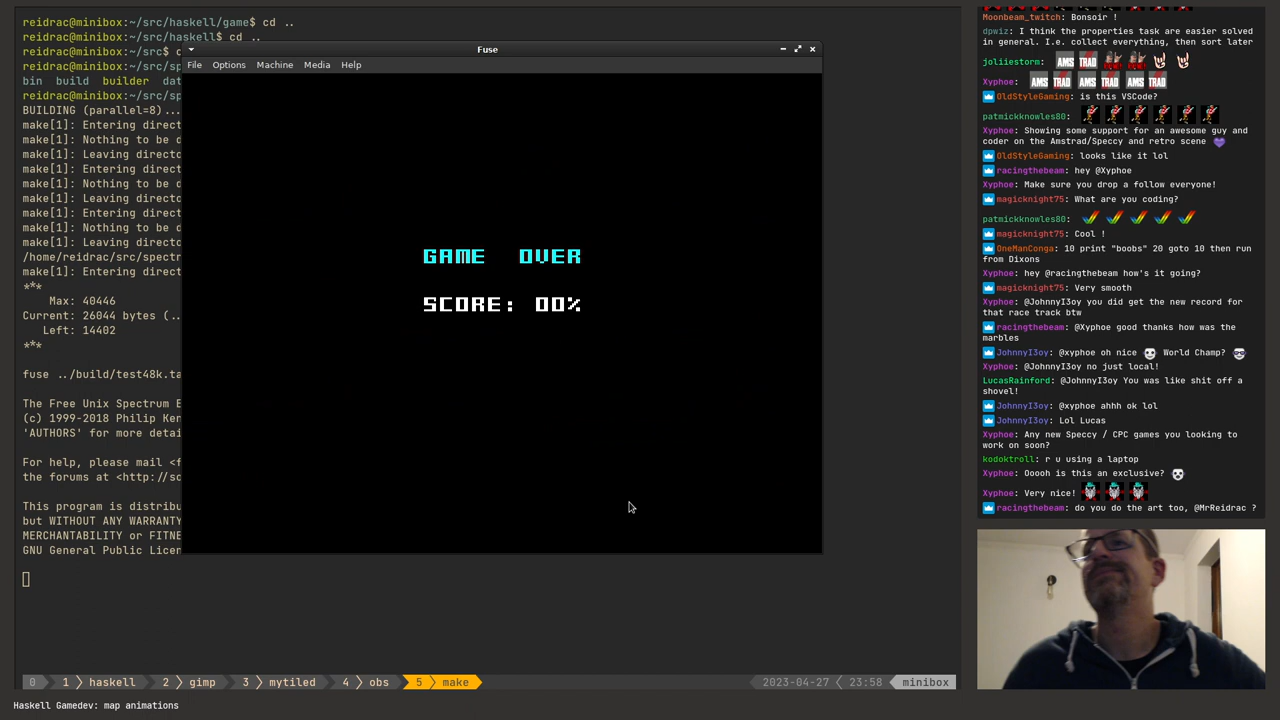 reidrac@minibox:~/src/haskell/game$ cd ..
reidrac@minibox:~/src/haskell$ cd ..
reidrac@minibox:~/src$ c
reidrac@minibox:~/src/sp
bin build builder dat
reidrac@minibox:~/src/sp
BUILDING (parallel=8)...
make[1]: Entering direct
make[1]: Nothing to be d
make[1]: Leaving directo
make[1]: Entering direct
make[1]: Nothing to be d
make[1]: Leaving directo
make[1]: Entering direct
make[1]: Nothing to be d
make[1]: Leaving directo
/home/reidrac/src/spectr
make[1]: Entering direct
***
Max: 40446
Current: 26044 bytes (..
Left: 14402
***
fuse ../build/test48k.ta
The Free Unix Spectrum E
(c) 1999-2018 Philip Ken
'AUTHORS' for more detai
For help, please mail <f
the forums at <http://so
This program is distribu
but WITHOUT ANY WARRANTY
MERCHANTABILITY or FITNE
GNU General Public Licen
Fuse
File Options Machine Media Help
GAME OVER
SCORE: 00%
0 1 haskell 2 gimp 3 mytiled 4 obs 5 make
2023-04-27 23:58 minibox
Haskell Gamedev: map animations
Moonbeam_twitch: Bonsoir !
dpwiz: I think the properties task are easier solved
in general. I.e. collect everything, then sort later
joliiestorm: AMS TRAD
Xyphoe: AMS TRAD AMS TRAD AMS TRAD
OldStyleGaming: is this VSCode?
patmickknowles80:
Xyphoe: Showing some support for an awesome guy and
coder on the Amstrad/Speccy and retro scene
OldStyleGaming: looks like it lol
racingthebeam: hey @Xyphoe
Xyphoe: Make sure you drop a follow everyone!
magicknight75: What are you coding?
patmickknowles80:
magicknight75: Cool !
OneManConga: 10 print "boobs" 20 goto 10 then run
from Dixons
Xyphoe: hey @racingthebeam how's it going?
magicknight75: Very smooth
Xyphoe: @JohnnyI3oy you did get the new record for
that race track btw
racingthebeam: @Xyphoe good thanks how was the
marbles
JohnnyI3oy: @xyphoe oh nice World Champ?
Xyphoe: @JohnnyI3oy no just local!
LucasRainford: @JohnnyI3oy You was like shit off a
shovel!
JohnnyI3oy: @xyphoe ahhh ok lol
JohnnyI3oy: Lol Lucas
Xyphoe: Any new Speccy / CPC games you looking to
work on soon?
kodoktroll: r u using a laptop
Xyphoe: Ooooh is this an exclusive?
Xyphoe: Very nice!
racingthebeam: do you do the art too, @MrReidrac ?